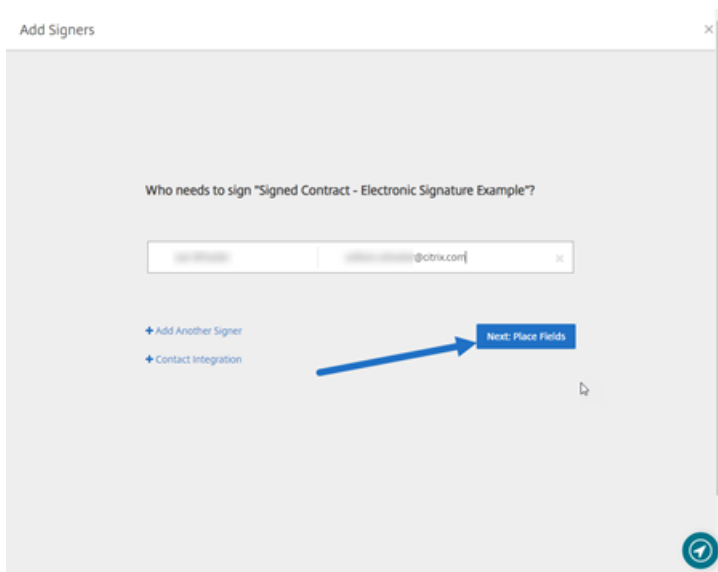 Add Signers
Who needs to sign "Signed Contract - Electronic Signature Example"?
@citrix.com
+ Add Another Signer
Next: Place Fields
+ Contact Integration